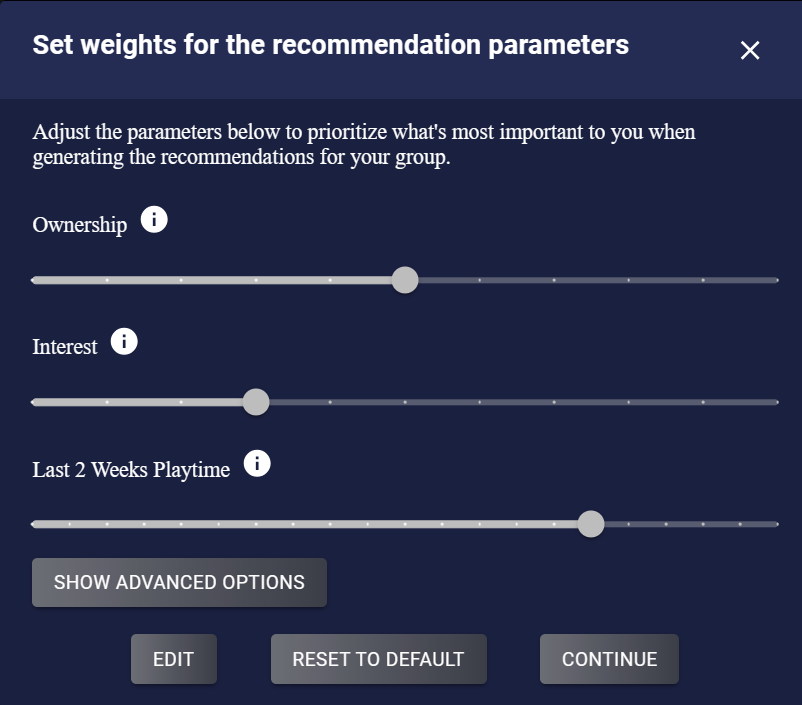 Set weights for the recommendation parameters
Adjust the parameters below to prioritize what's most important to you when
generating the recommendations for your group.
Ownership
Interest
Last 2 Weeks Playtime
SHOW ADVANCED OPTIONS
EDIT RESET TO DEFAULT CONTINUE